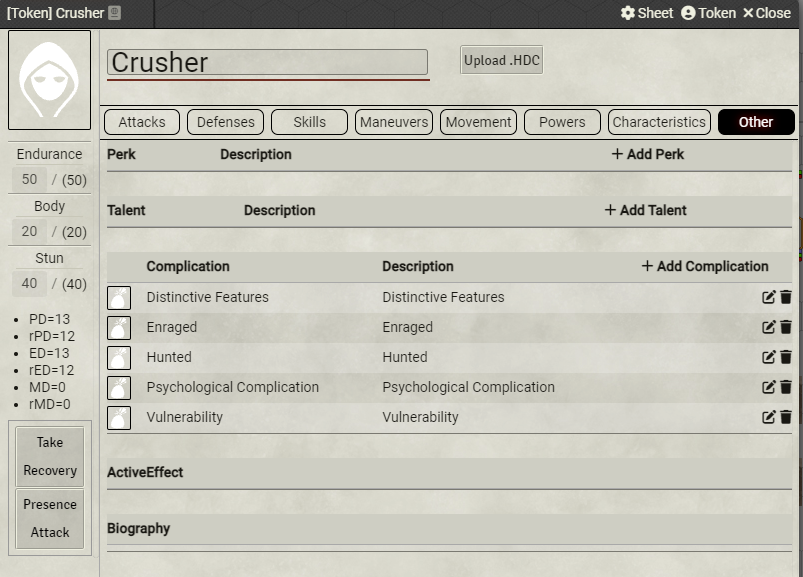 [Token] Crusher Sheet Token Close
Crusher
Upload .HDC
Attacks Defenses Skills Maneuvers Movement Powers Characteristics Other
Endurance
50 / (50)
Body
20 / (20)
Stun
40 / (40)
PD=13
rPD=12
ED=13
rED=12
MD=0
rMD=0
Take
Recovery
Presence
Attack
Perk Description + Add Perk
Talent Description + Add Talent
Complication Description + Add Complication
Distinctive Features Distinctive Features
Enraged Enraged
Hunted Hunted
Psychological Complication Psychological Complication
Vulnerability Vulnerability
ActiveEffect
Biography